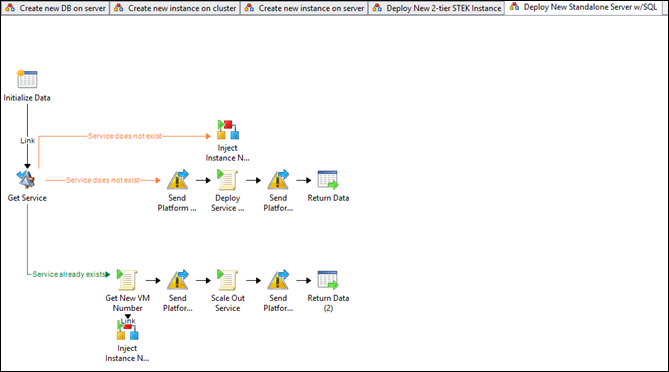 Create new DB on server
Create new instance on cluster
Create new instance on server
Deploy New 2-tier STEK Instance
Deploy New Standalone Server w/SQL
Initialize Data
Link
Service does not exist
Inject
Instance N...
Get Service
Service does not exist
Send
Platform ...
Deploy
Service ...
Send
Platfor...
Return Data
Service already exists
Get New VM
Number
Send
Platfor...
Scale Out
Service
Send
Platfor...
Return Data
(2)
Link
Inject
Instance N...